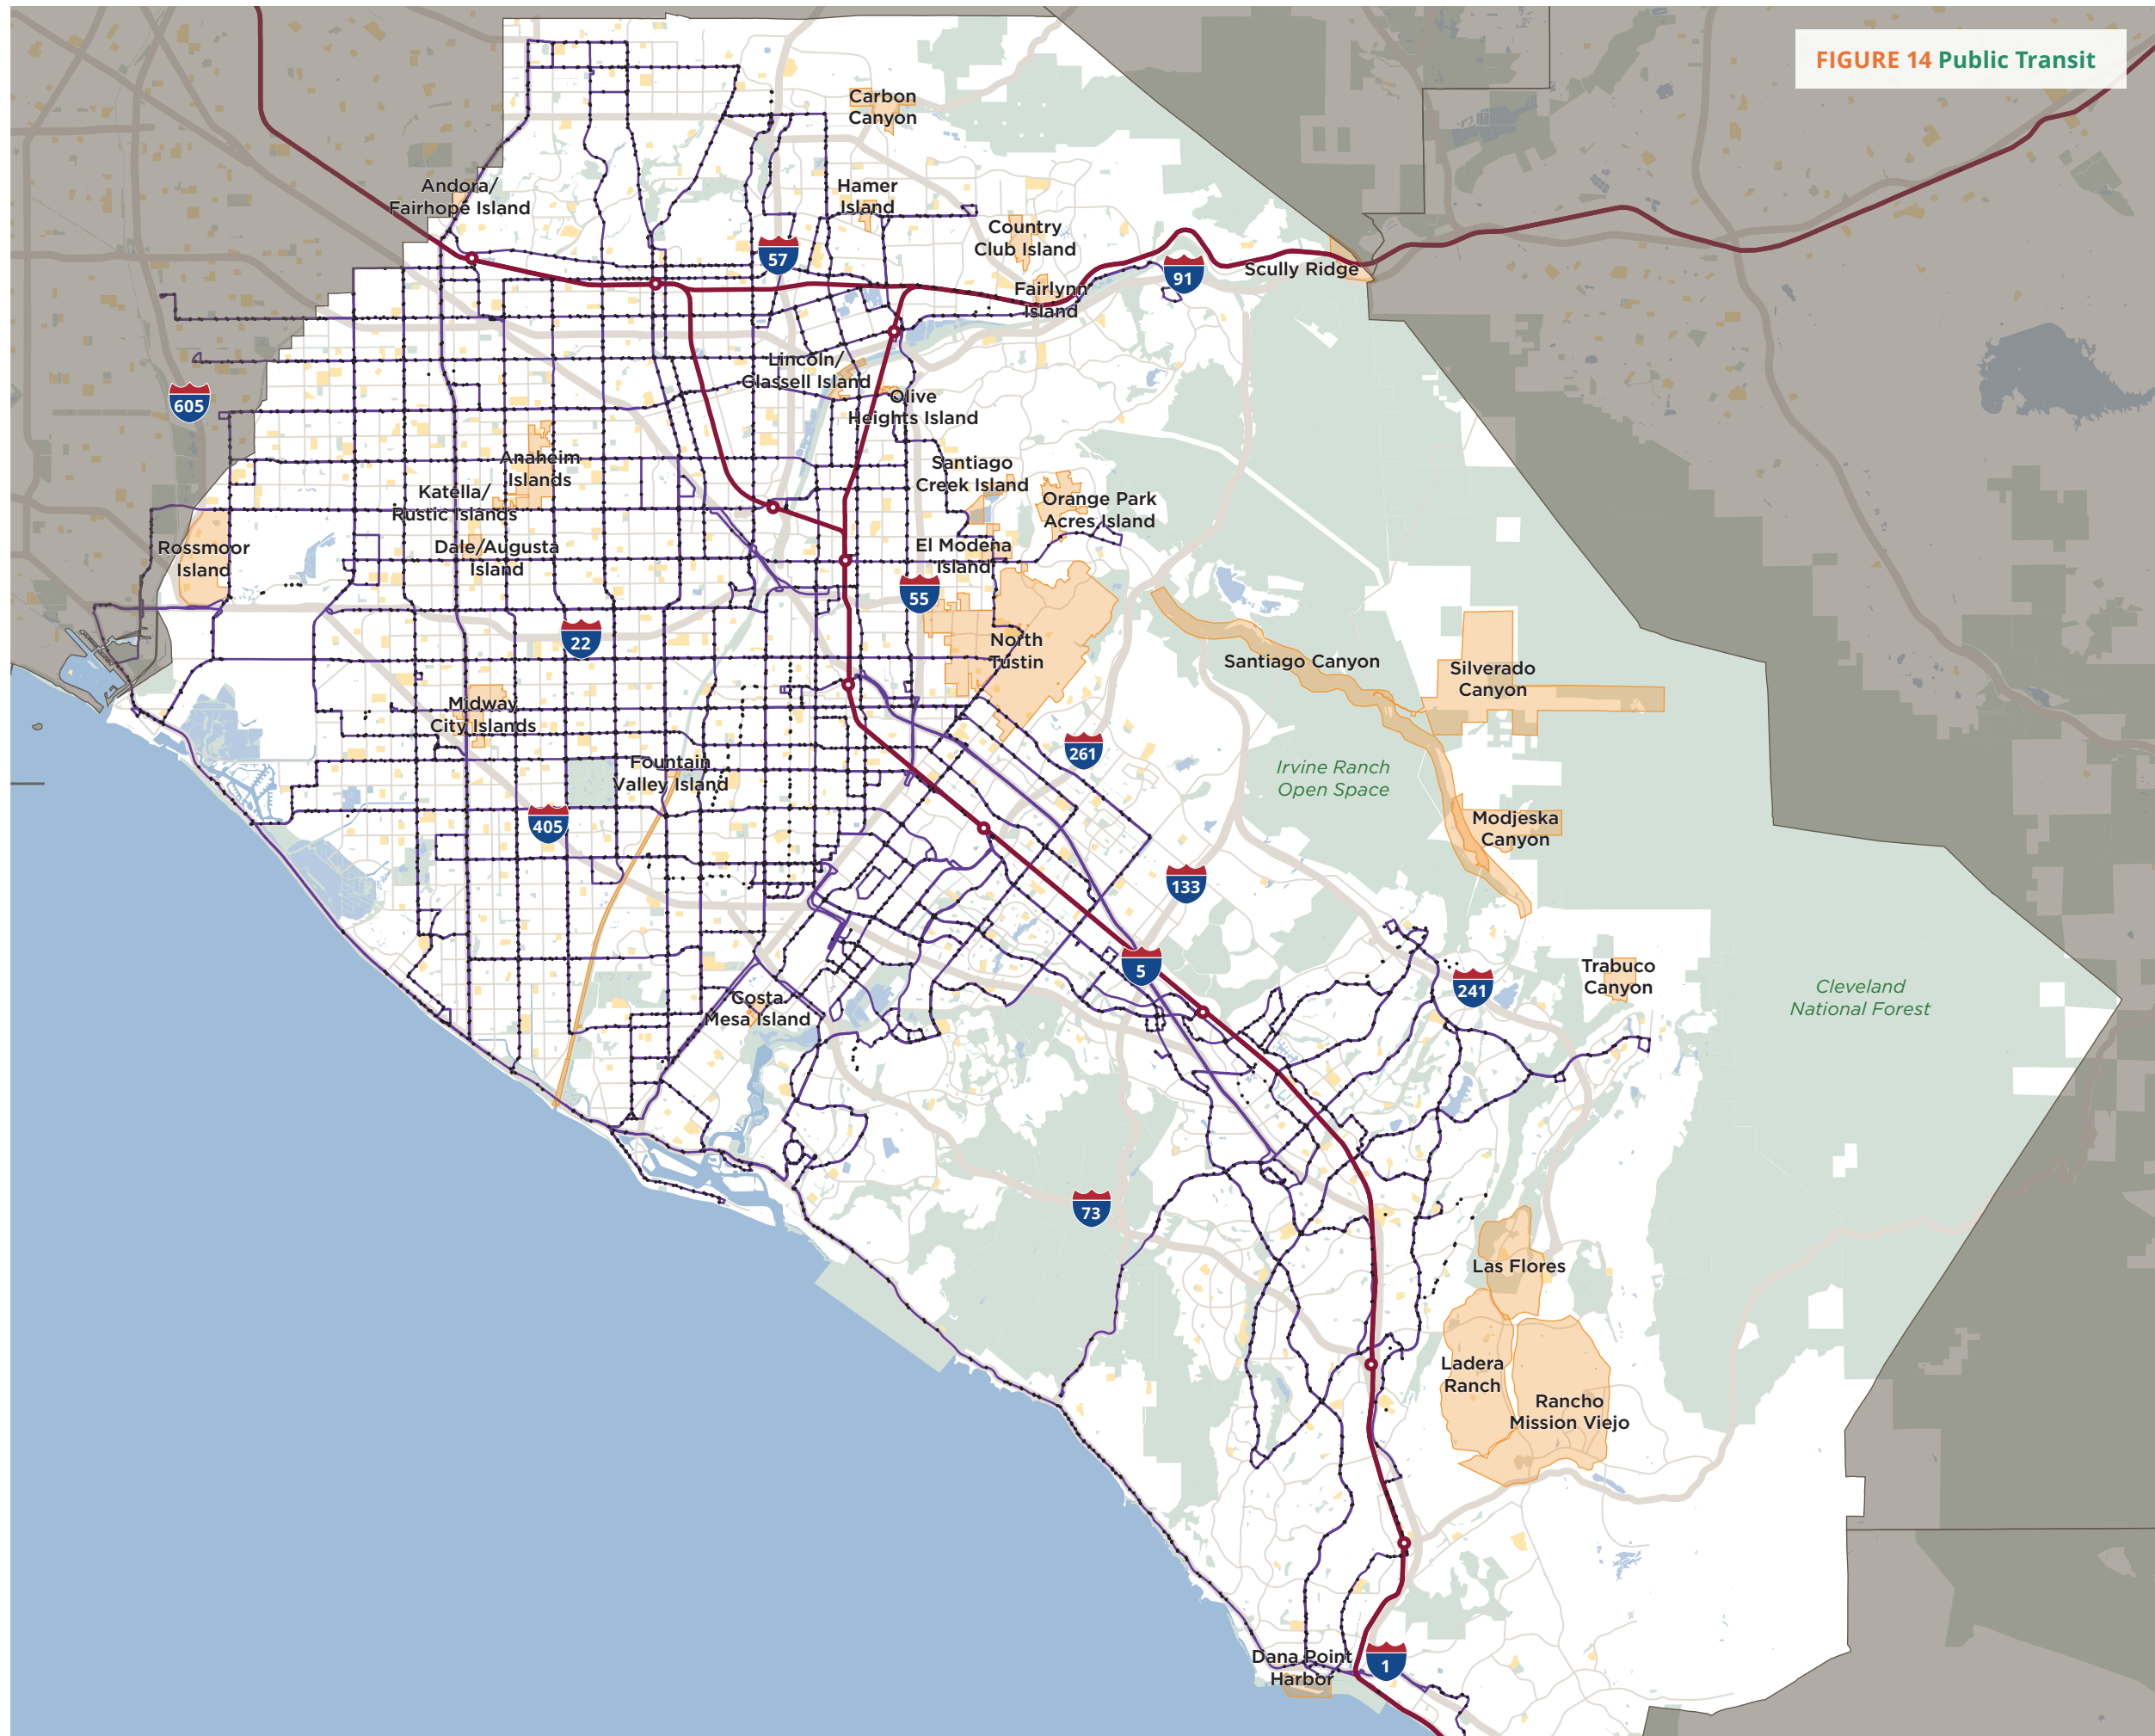 FIGURE 14 Public Transit
Carbon
Canyon
Andora/
Fairhope Island
Hamer
Island
Country
Club Island
57
91
Scully Ridge
Fairlynn
Island
Lincoln/
Glassell Island
605
Olive
Heights Island
Anaheim
Islands
Santiago
Creek Island
Katella/
Rustic Islands
Orange Park
Acres Island
Rossmoor
Island
Dale/Augusta
Island
El Modena
Island
55
22
North
Tustin
Santiago Canyon
Silverado
Canyon
Midway
City Islands
261
Fountain
Valley Island
Irvine Ranch
Open Space
405
Modjeska
Canyon
133
5
241
Trabuco
Canyon
Cleveland
National Forest
Costa
Mesa Island
73
Las Flores
Ladera
Ranch
Rancho
Mission Viejo
Dana Point
Harbor
1